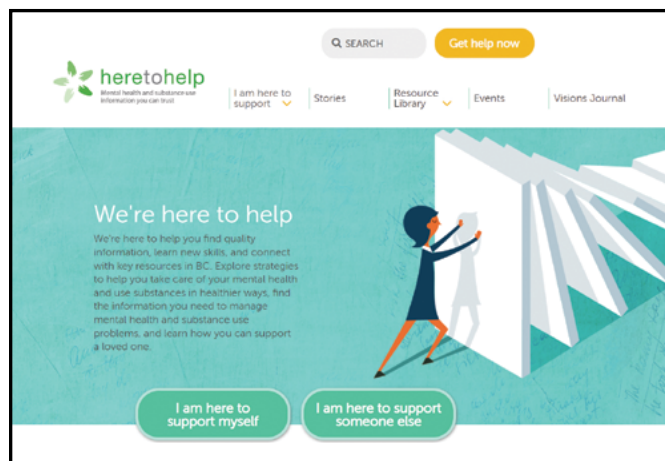 SEARCH
Get help now
heretohelp
Mental health and substance use
information you can trust
I am here to
support
Stories
Resource
Library
Events
Visions Journal
We're here to help
We're here to help you find quality
information, learn new skills, and connect
with key resources in BC. Explore strategies
to help you take care of your mental health
and use substances in healthier ways, find
the information you need to manage
mental health and substance use
problems, and learn how you can support
a loved one.
I am here to
support myself
I am here to support
someone else